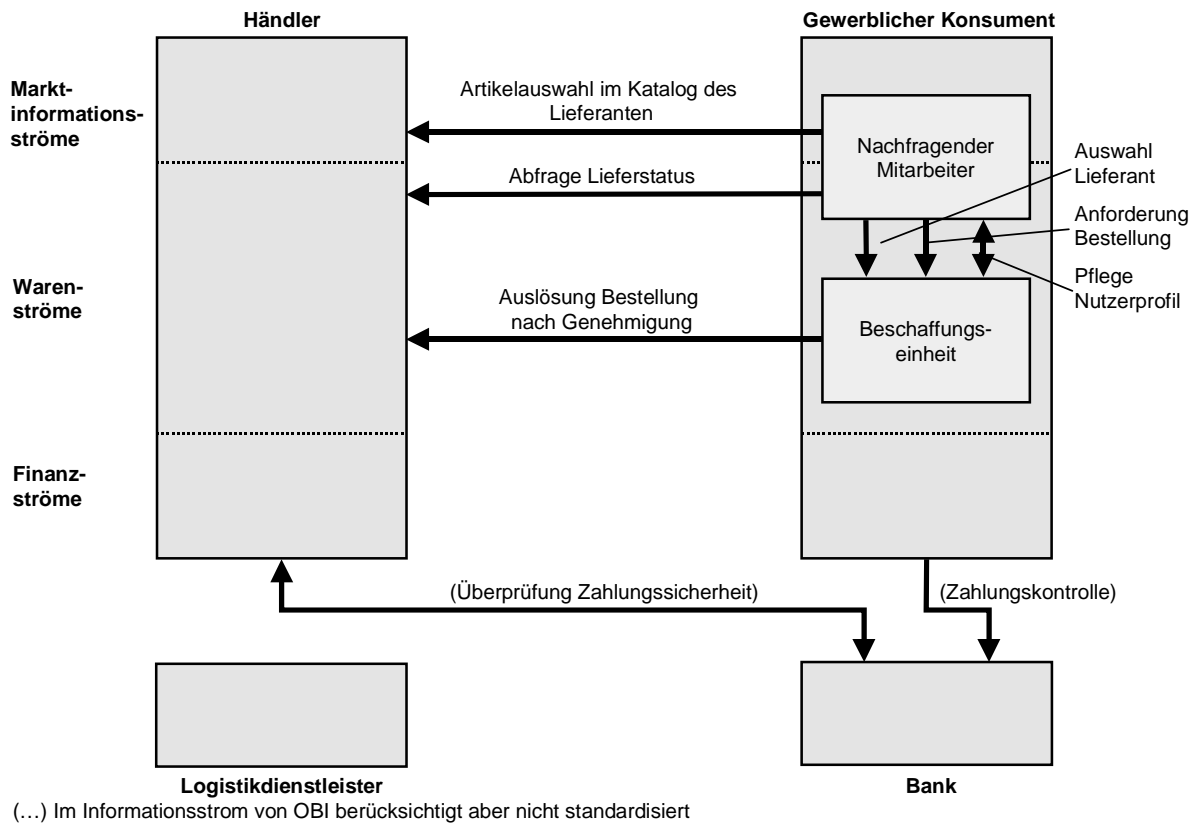 Händler
Gewerblicher Konsument
Markt-
informations-
ströme
Artikelauswahl im Katalog des
Lieferanten
Nachfragender
Mitarbeiter
Auswahl
Lieferant
Abfrage Lieferstatus
Anforderung
Bestellung
Waren-
ströme
Auslösung Bestellung
nach Genehmigung
Pflege
Nutzerprofil
Beschaffungs-
einheit
Finanz-
ströme
(Überprüfung Zahlungssicherheit)
(Zahlungskontrolle)
Logistikdienstleister
Bank
(…) Im Informationsstrom von OBI berücksichtigt aber nicht standardisiert